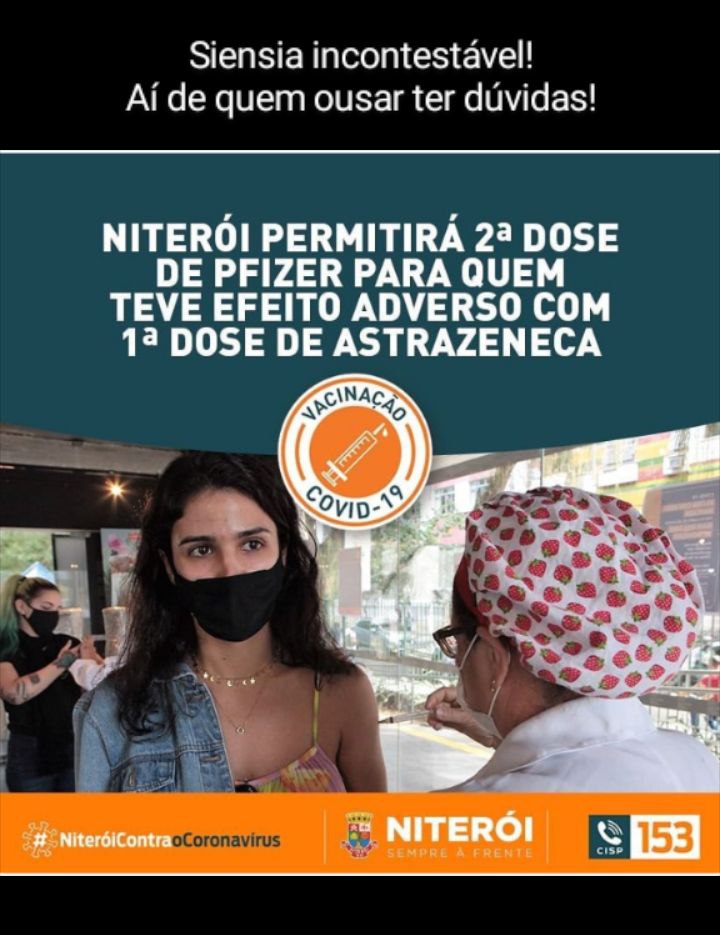 Siensia incontestável!
Aí de quem ousar ter dúvidas!
NITERÓI PERMITIRÁ 2ª DOSE
DE PFIZER PARA QUEM
TEVE EFEITO ADVERSO COM
1ª DOSE DE ASTRAZENECA
VACINAÇÃO
COVID-19
#NiteróiContraoCoronavírus
NITERÓI
SEMPRE À FRENTE
CISP
153